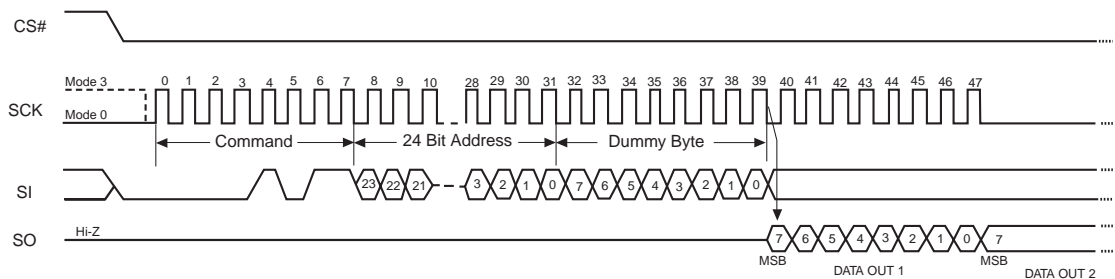 CS#
Mode 3 0 1 2 3 4 5 6 7 8 9 10 28 29 30 31 32 33 34 35 36 37 38 39 40 41 42 43 44 45 46 47
SCK
Mode 0
Command 24 Bit Address Dummy Byte
SI 23 22 21 3 2 1 0 7 6 5 4 3 2 1 0
SO Hi-Z 7 6 5 4 3 2 1 0 7
MSB DATA OUT 1 MSB DATA OUT 2